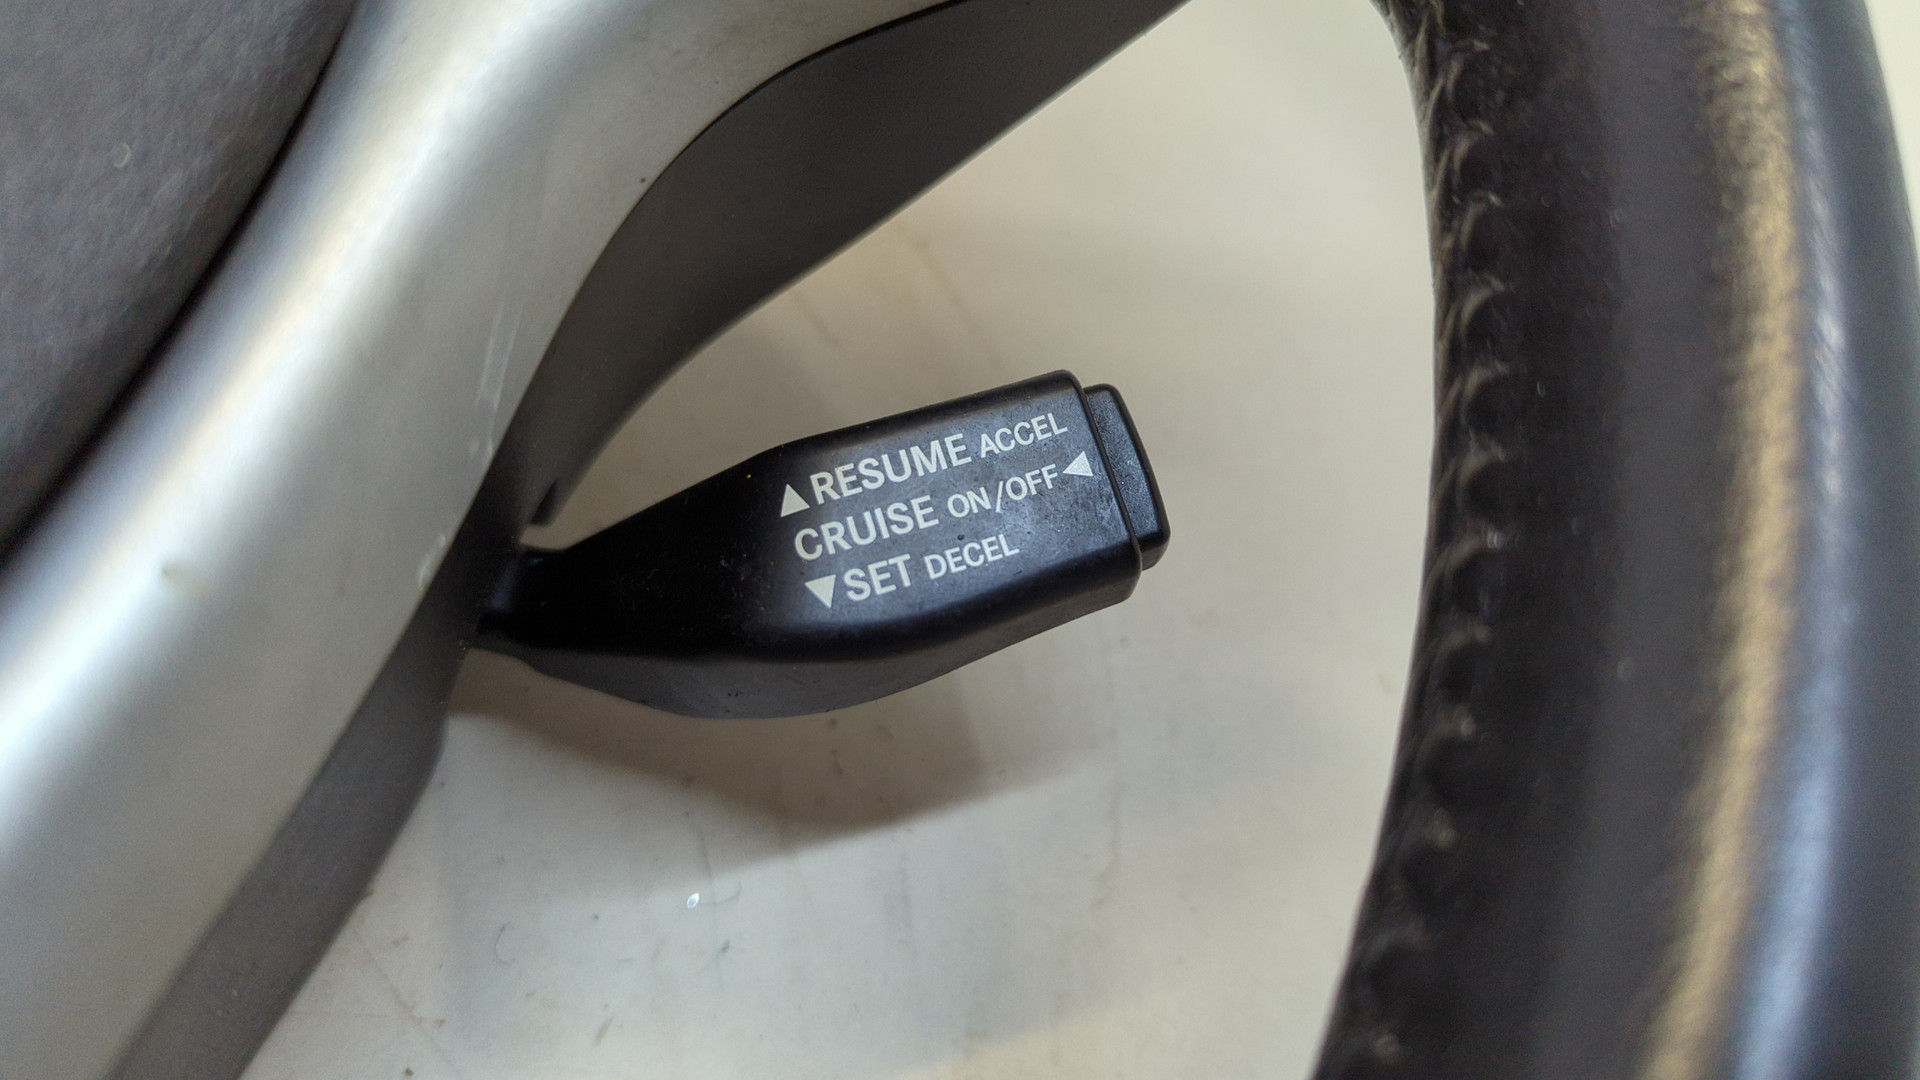 ▲RESUME ACCEL
CRUISE ON/OFF◀
▼SET DECEL